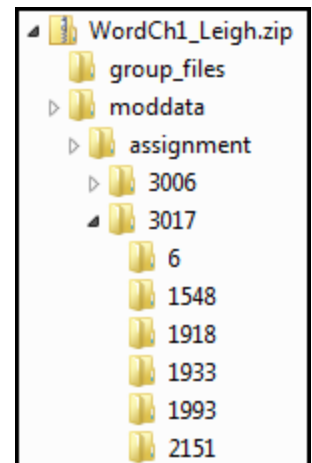 WordCh1_Leigh.zip
group_files
moddata
assignment
3006
3017
6
1548
1918
1933
1993
2151